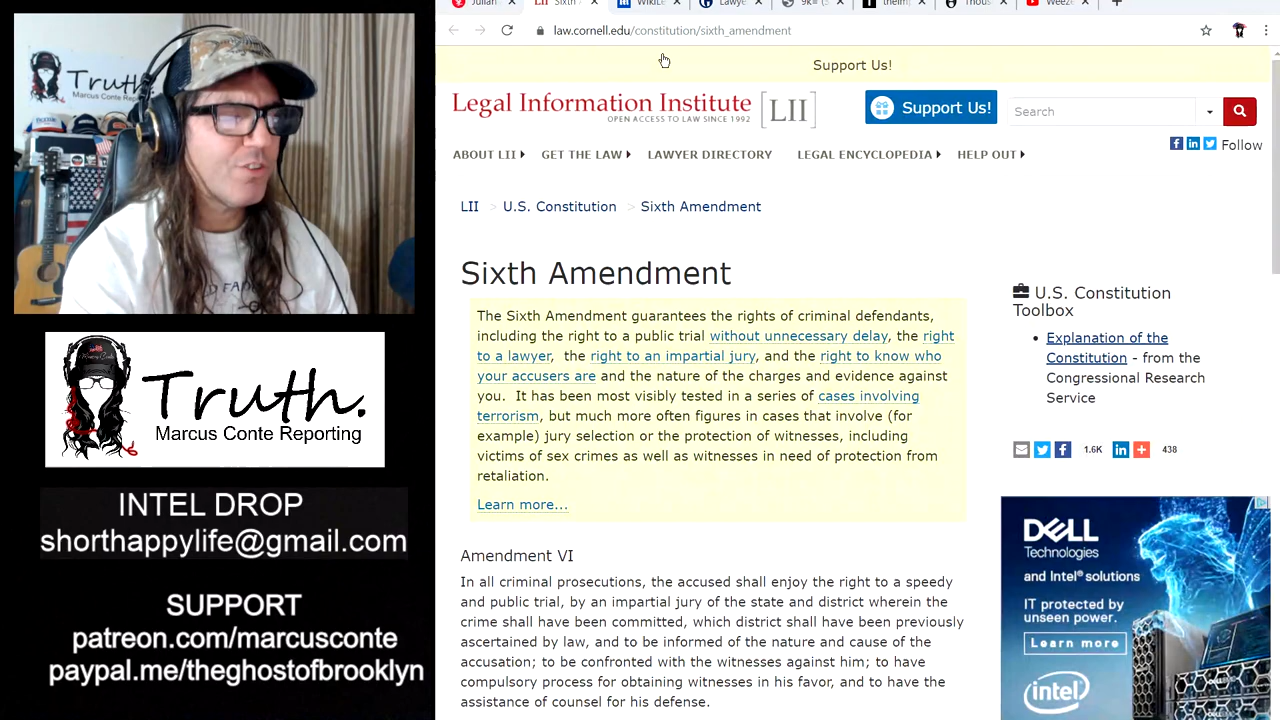 Julian
Sixth A
WikiLe
Lawye
9k= (
Thous
Weeze
law.cornell.edu/constitution/sixth_amendment
Support Us!
Truth.
Marcus Conte Reporting
Legal Information Institute
OPEN ACCESS TO LAW SINCE 1992
[LII]
Support Us!
Search
Follow
ABOUT LII
GET THE LAW
LAWYER DIRECTORY
LEGAL ENCYCLOPEDIA
HELP OUT
LII > U.S. Constitution > Sixth Amendment
Sixth Amendment
The Sixth Amendment guarantees the rights of criminal defendants,
including the right to a public trial without unnecessary delay, the right
to a lawyer, the right to an impartial jury, and the right to know who
your accusers are and the nature of the charges and evidence against
you. It has been most visibly tested in a series of cases involving
terrorism, but much more often figures in cases that involve (for
example) jury selection or the protection of witnesses, including
victims of sex crimes as well as witnesses in need of protection from
retaliation.
Learn more...
Amendment VI
In all criminal prosecutions, the accused shall enjoy the right to a speedy
and public trial, by an impartial jury of the state and district wherein the
crime shall have been committed, which district shall have been previously
ascertained by law, and to be informed of the nature and cause of the
accusation; to be confronted with the witnesses against him; to have
compulsory process for obtaining witnesses in his favor, and to have the
assistance of counsel for his defense.
U.S. Constitution
Toolbox
• Explanation of the
Constitution - from the
Congressional Research
Service
1.6K
438
DELL
Technologies
and Intel® solutions
IT protected by
unseen power.
Learn more
intel
Truth.
Marcus Conte Reporting
INTEL DROP
shorthappylife@gmail.com
SUPPORT
patreon.com/marcusconte
paypal.me/theghostofbrooklyn